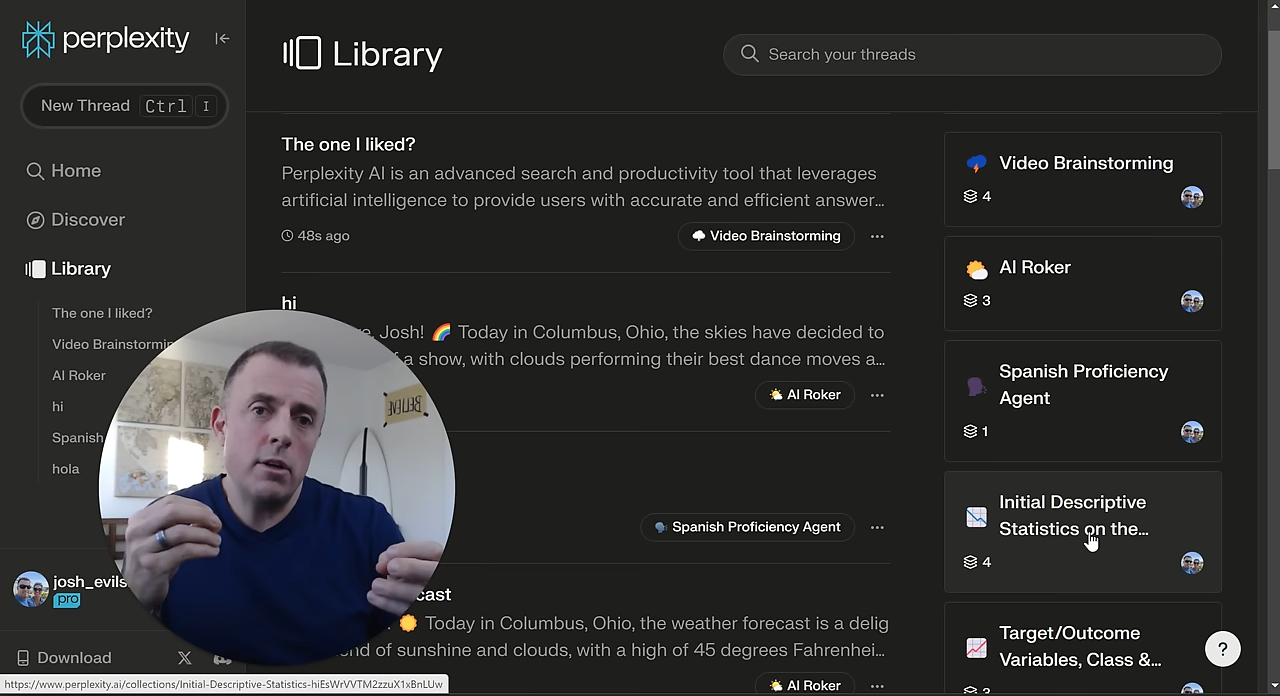 perplexity
New Thread Ctrl I
Home
Discover
Library
The one I liked?
Video Brainstormin
AI Roker
hi
Spanish
hola
josh_evils
pro
Download
https://www.perplexity.ai/collections/Initial-Descriptive-Statistics-hiEsWrVVTM2zzuX1xBnLUw
Library
Search your threads
The one I liked?
Perplexity AI is an advanced search and productivity tool that leverages
artificial intelligence to provide users with accurate and efficient answer...
48s ago
Video Brainstorming
hi
, Josh! 🌈 Today in Columbus, Ohio, the skies have decided to
a show, with clouds performing their best dance moves a...
AI Roker
Spanish Proficiency Agent
cast
Today in Columbus, Ohio, the weather forecast is a delig
of sunshine and clouds, with a high of 45 degrees Fahrenhei...
AI Roker
Video Brainstorming
4
AI Roker
3
Spanish Proficiency
Agent
1
Initial Descriptive
Statistics on the...
4
Target/Outcome
Variables, Class &...
?
BELIEVE